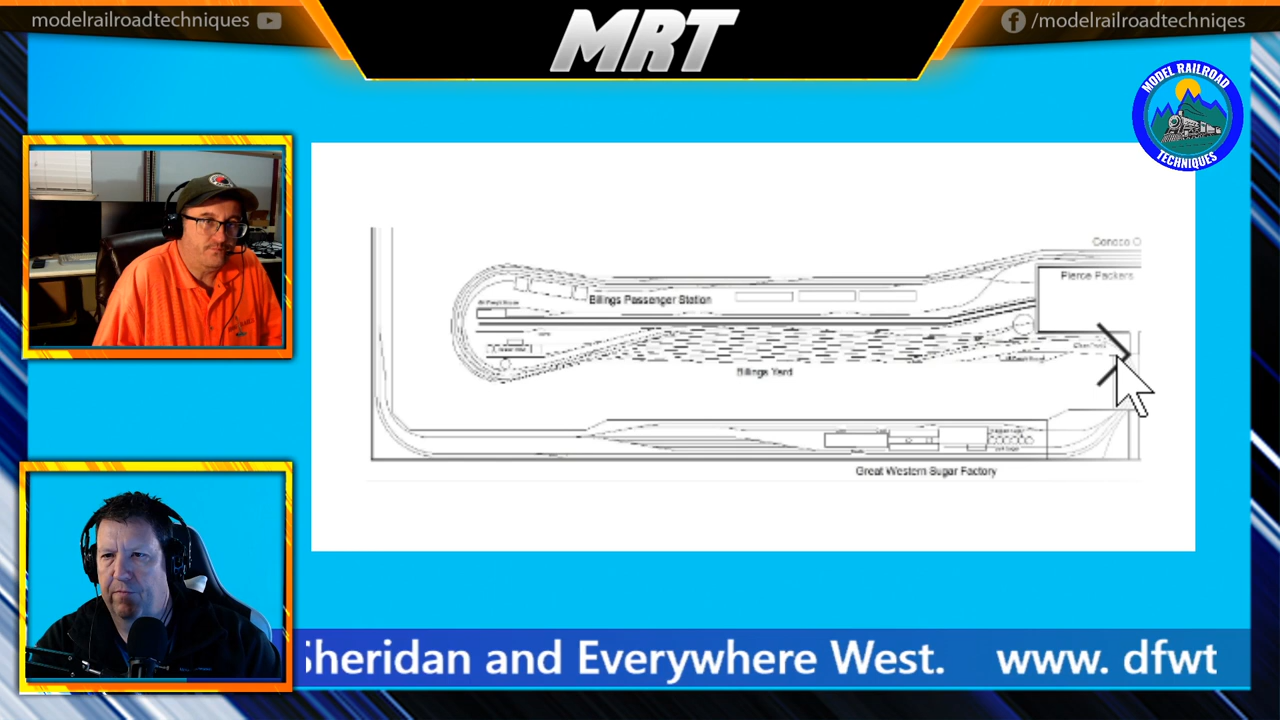 modelrailroadtechniques
MRT
/modelrailroadtechniqes
MODEL RAILROAD
TECHNIQUES
Conoco O
Pierce Packers
Billings Passenger Station
Billings Yard
Great Western Sugar Factory
Sheridan and Everywhere West. www. dfwt